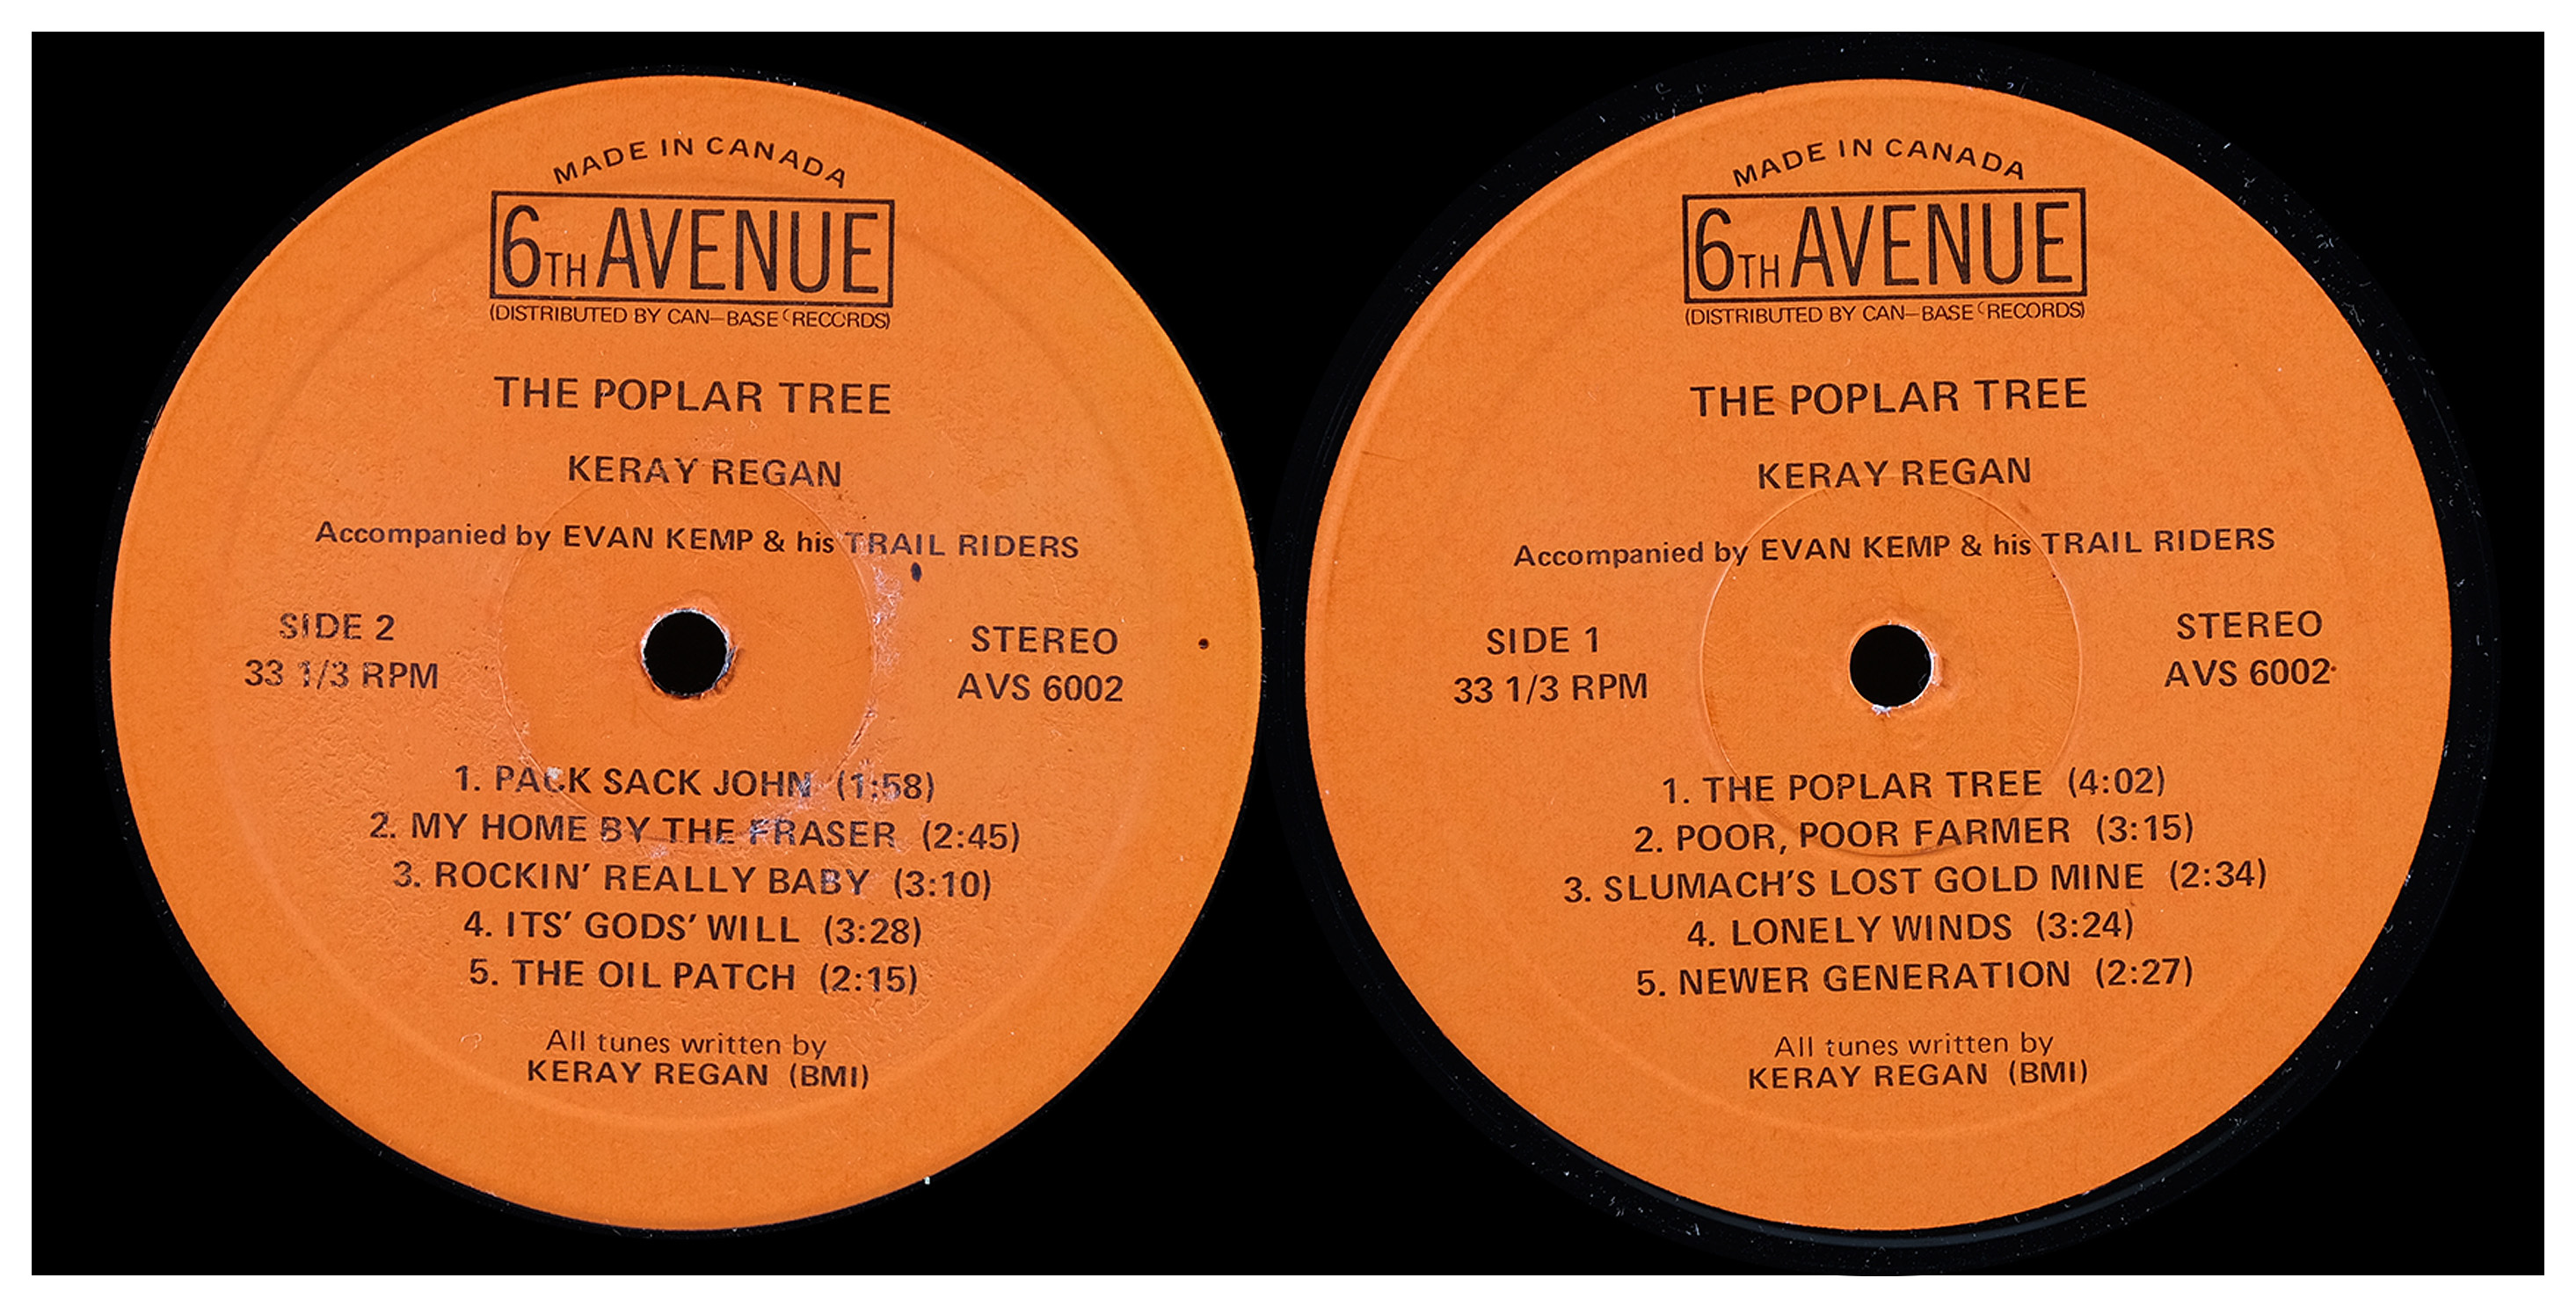 MADE IN CANADA
6TH AVENUE
(DISTRIBUTED BY CAN-BASE RECORDS)
THE POPLAR TREE
KERAY REGAN
Accompanied by EVAN KEMP & his TRAIL RIDERS
SIDE 2
33 1/3 RPM
STEREO
AVS 6002
1. PACK SACK JOHN (1:58)
2. MY HOME BY THE FRASER (2:45)
3. ROCKIN' REALLY BABY (3:10)
4. ITS' GODS' WILL (3:28)
5. THE OIL PATCH (2:15)
All tunes written by
KERAY REGAN (BMI)
MADE IN CANADA
6TH AVENUE
(DISTRIBUTED BY CAN-BASE RECORDS)
THE POPLAR TREE
KERAY REGAN
Accompanied by EVAN KEMP & his TRAIL RIDERS
SIDE 1
33 1/3 RPM
STEREO
AVS 6002
1. THE POPLAR TREE (4:02)
2. POOR, POOR FARMER (3:15)
3. SLUMACH'S LOST GOLD MINE (2:34)
4. LONELY WINDS (3:24)
5. NEWER GENERATION (2:27)
All tunes written by
KERAY REGAN (BMI)